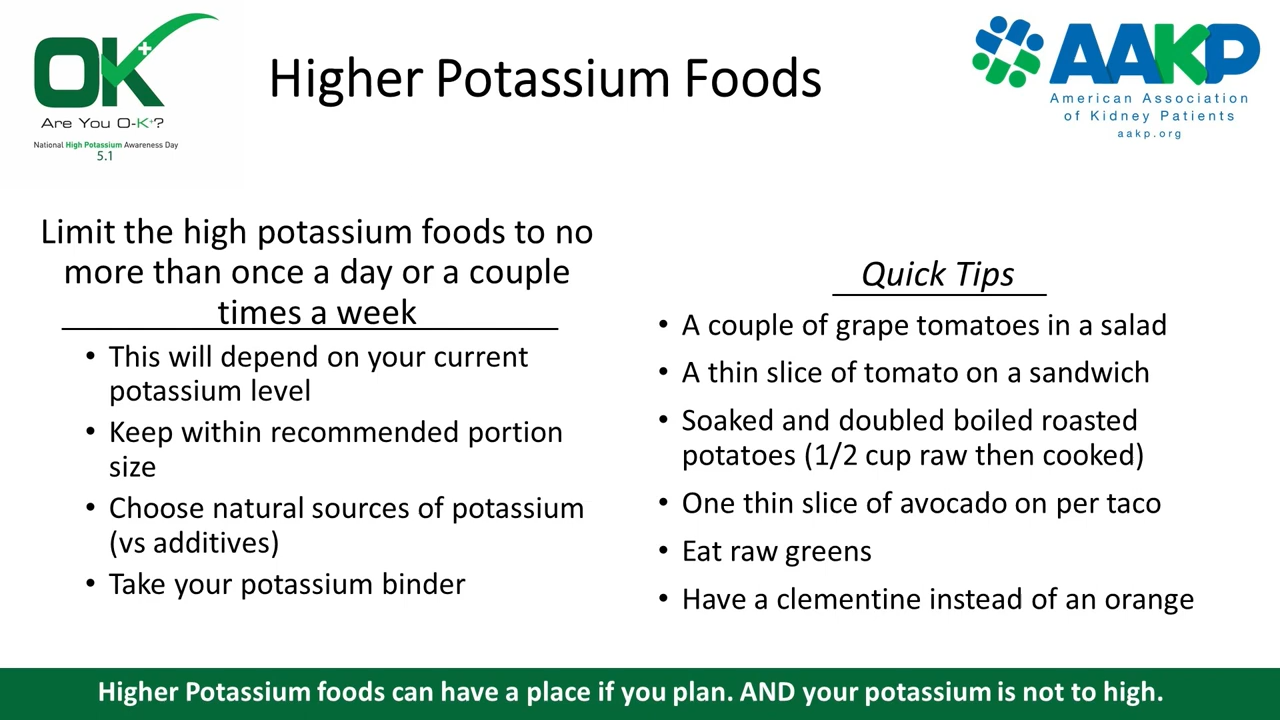 OK+
Are You O-K+?
National High Potassium Awareness Day
5.1
Higher Potassium Foods
AAKP
American Association
of Kidney Patients
aakp.org
Limit the high potassium foods to no
more than once a day or a couple
times a week
• This will depend on your current
potassium level
• Keep within recommended portion
size
• Choose natural sources of potassium
(vs additives)
• Take your potassium binder
Quick Tips
• A couple of grape tomatoes in a salad
• A thin slice of tomato on a sandwich
• Soaked and doubled boiled roasted
potatoes (1/2 cup raw then cooked)
• One thin slice of avocado on per taco
• Eat raw greens
• Have a clementine instead of an orange
Higher Potassium foods can have a place if you plan. AND your potassium is not to high.